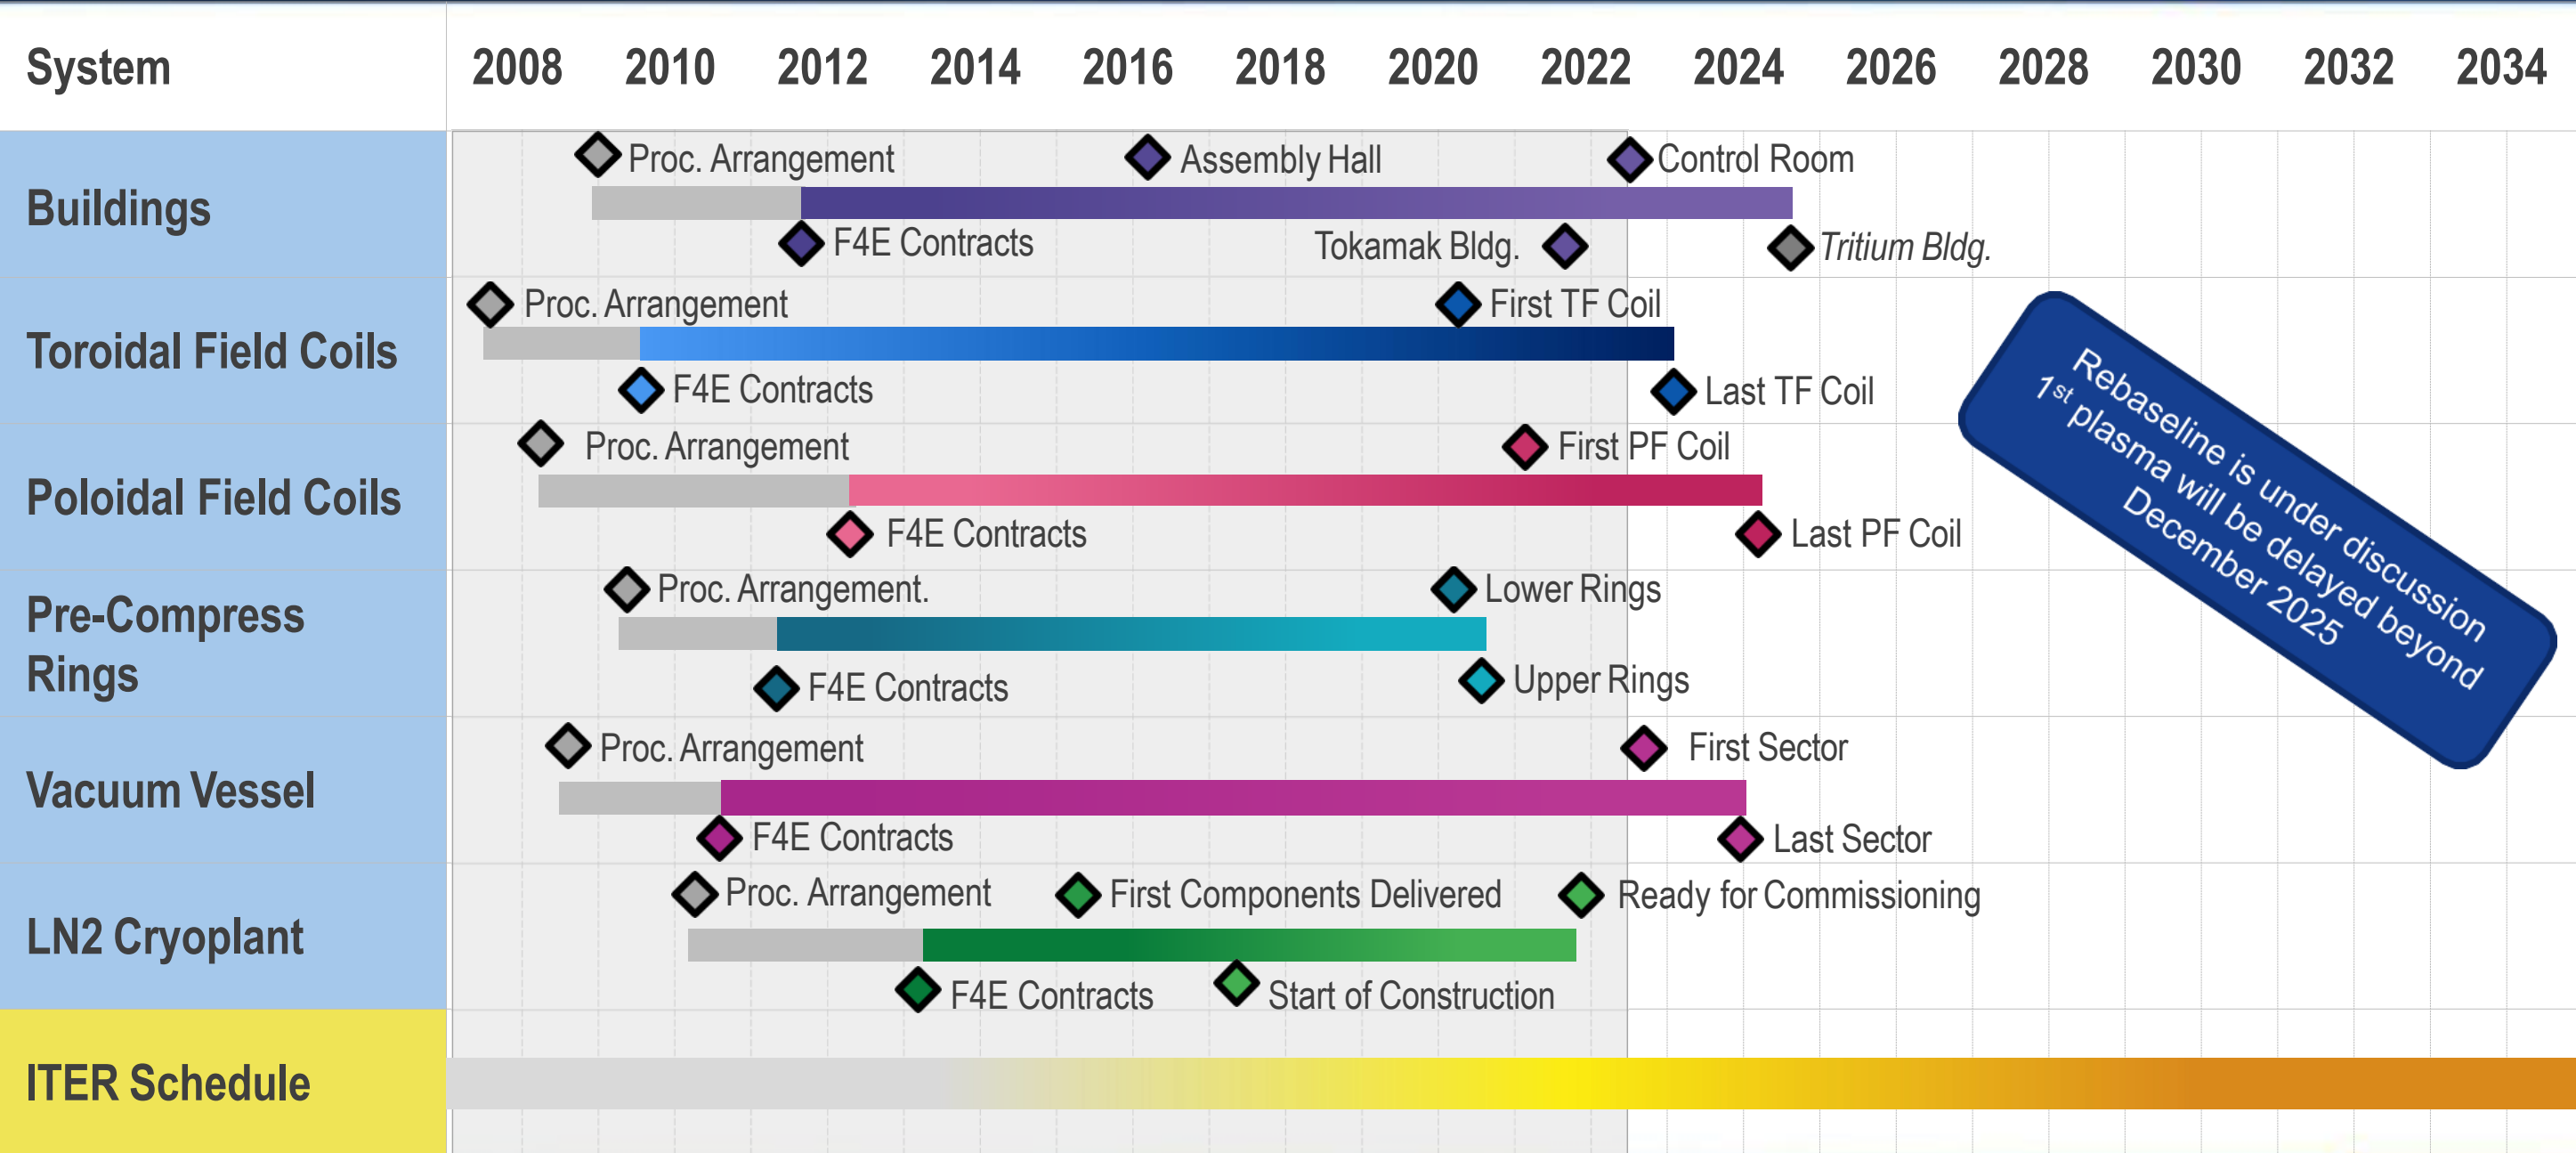 System 2008 2010 2012 2014 2016 2018 2020 2022 2024 2026 2028 2030 2032 2034
Buildings
Proc. Arrangement
Assembly Hall
Control Room
F4E Contracts
Tokamak Bldg.
Tritium Bldg.
Toroidal Field Coils
Proc. Arrangement
First TF Coil
F4E Contracts
Last TF Coil
Poloidal Field Coils
Proc. Arrangement
First PF Coil
F4E Contracts
Last PF Coil
Pre-Compress
Rings
Proc. Arrangement.
Lower Rings
F4E Contracts
Upper Rings
Vacuum Vessel
Proc. Arrangement
First Sector
F4E Contracts
Last Sector
LN2 Cryoplant
Proc. Arrangement
First Components Delivered
Ready for Commissioning
F4E Contracts
Start of Construction
ITER Schedule
Rebaseline is under discussion
1st plasma will be delayed beyond
December 2025